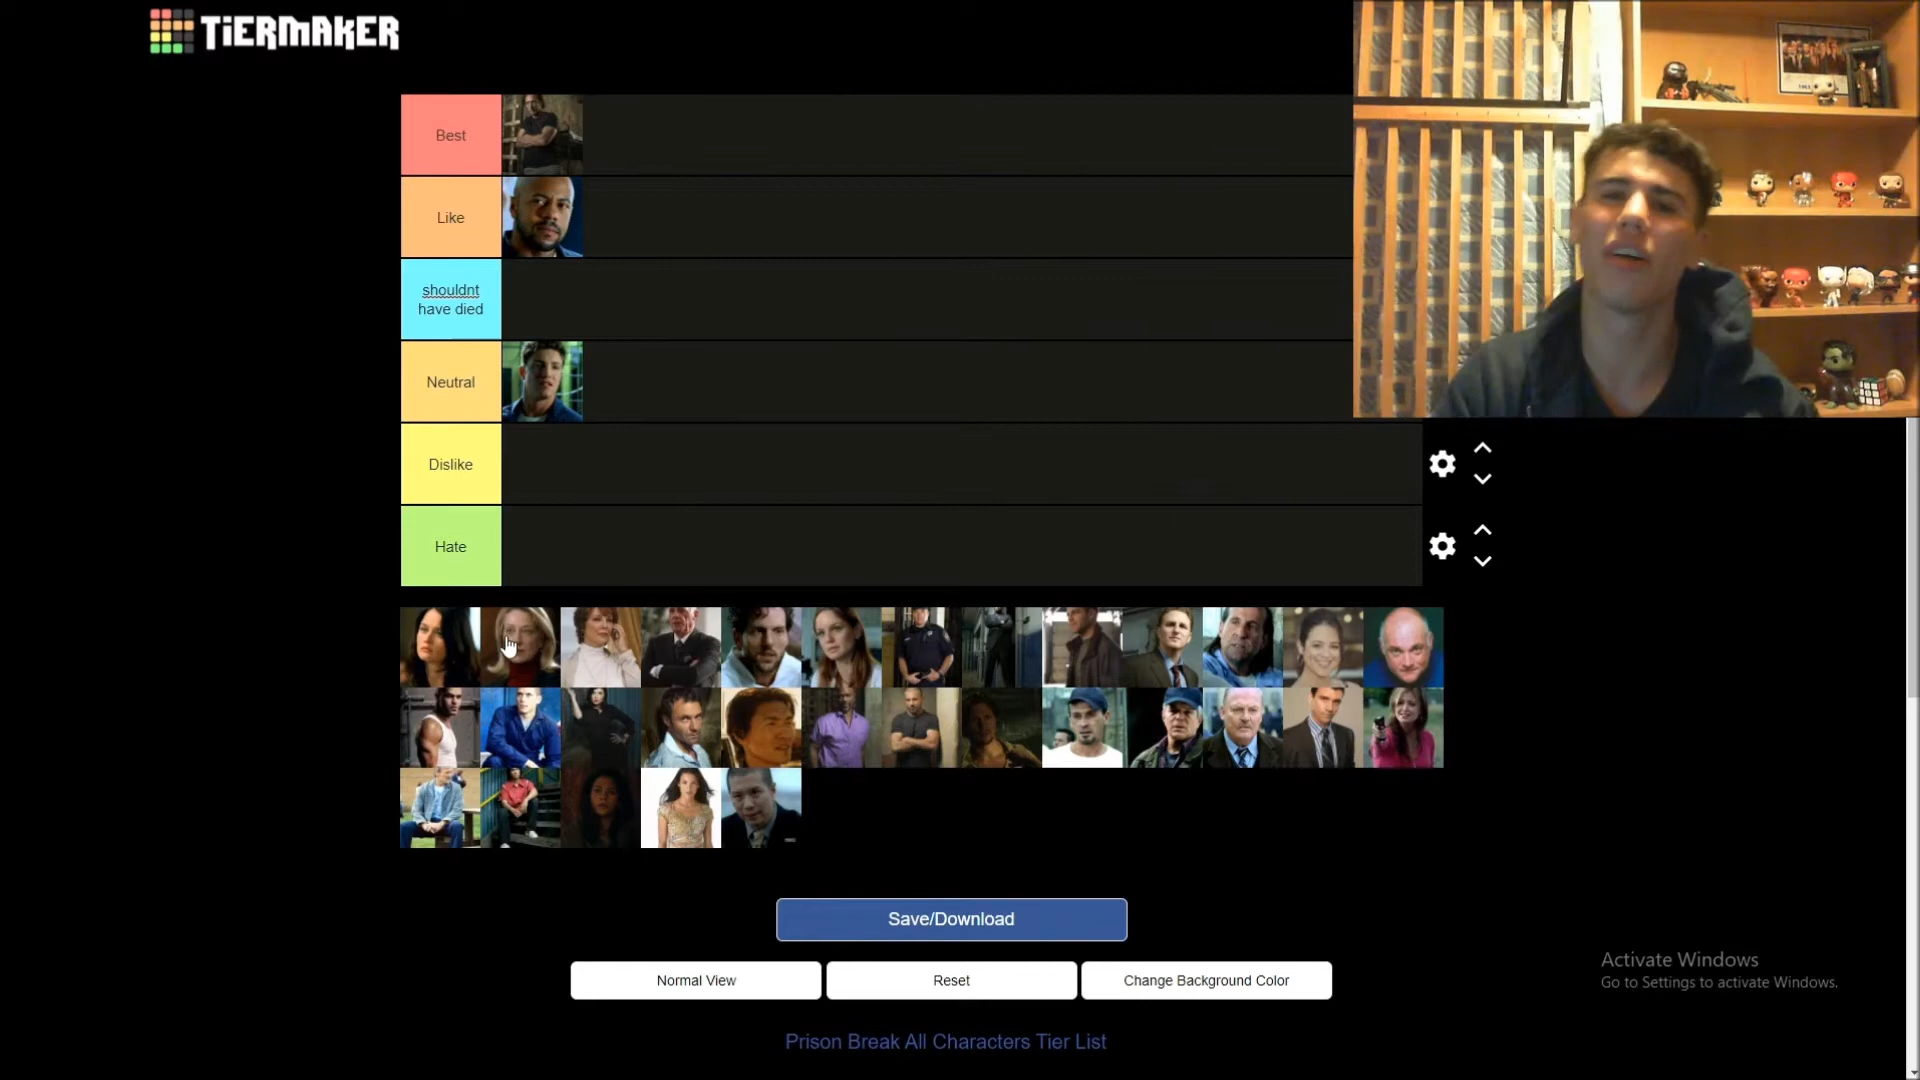 TIERMAKER
Best
Like
shouldnt
have died
Neutral
Dislike
Hate
Save/Download
Normal View
Reset
Change Background Color
Activate Windows
Go to Settings to activate Windows.
Prison Break All Characters Tier List